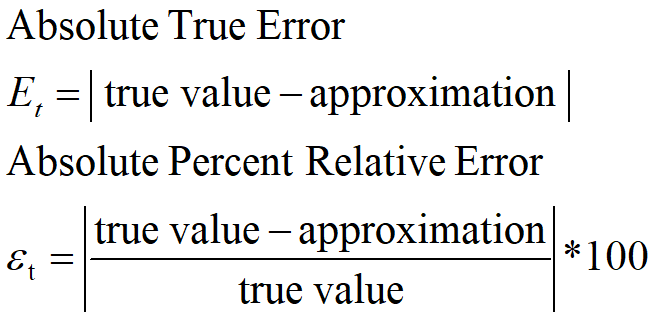 Absolute True Error
E_t = | true value − approximation |
Absolute Percent Relative Error
ε_t = | (true value − approximation) / (true value) | *100